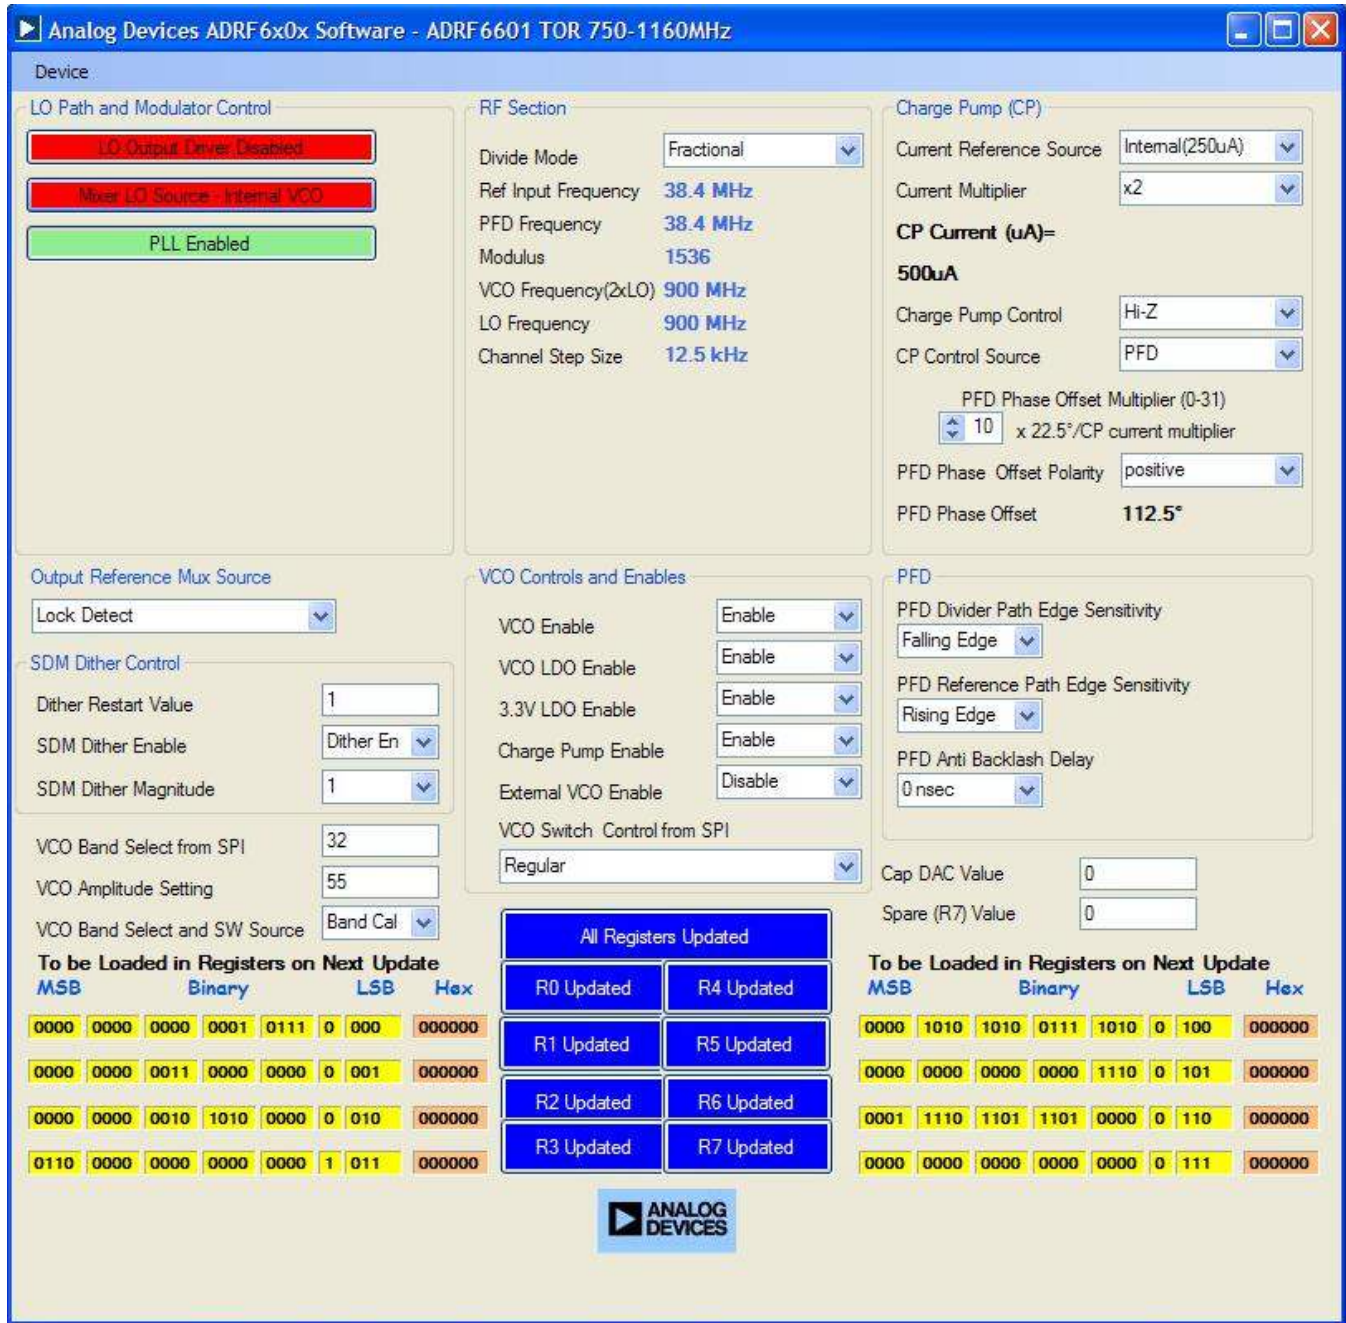 Analog Devices ADRF6x0x Software - ADRF6601 TOR 750-1160MHz
Device
LO Path and Modulator Control
LO Output Driver Disabled
Mixer LO Source - Internal VCO
PLL Enabled
RF Section
Divide Mode Fractional
Ref Input Frequency 38.4 MHz
PFD Frequency 38.4 MHz
Modulus 1536
VCO Frequency(2xLO) 900 MHz
LO Frequency 900 MHz
Channel Step Size 12.5 kHz
Charge Pump (CP)
Current Reference Source Internal(250uA)
Current Multiplier x2
CP Current (uA)=
500uA
Charge Pump Control Hi-Z
CP Control Source PFD
PFD Phase Offset Multiplier (0-31)
10 x 22.5°/CP current multiplier
PFD Phase Offset Polarity positive
PFD Phase Offset 112.5°
Output Reference Mux Source
Lock Detect
SDM Dither Control
Dither Restart Value 1
SDM Dither Enable Dither En
SDM Dither Magnitude 1
VCO Band Select from SPI 32
VCO Amplitude Setting 55
VCO Band Select and SW Source Band Cal
VCO Controls and Enables
VCO Enable Enable
VCO LDO Enable Enable
3.3V LDO Enable Enable
Charge Pump Enable Enable
External VCO Enable Disable
VCO Switch Control from SPI
Regular
PFD
PFD Divider Path Edge Sensitivity
Falling Edge
PFD Reference Path Edge Sensitivity
Rising Edge
PFD Anti Backlash Delay
0 nsec
Cap DAC Value 0
Spare (R7) Value 0
To be Loaded in Registers on Next Update
MSB Binary LSB Hex
0000 0000 0000 0001 0111 0 000 000000
0000 0000 0011 0000 0000 0 001 000000
0000 0000 0010 1010 0000 0 010 000000
0110 0000 0000 0000 0000 1 011 000000
All Registers Updated
R0 Updated R4 Updated
R1 Updated R5 Updated
R2 Updated R6 Updated
R3 Updated R7 Updated
To be Loaded in Registers on Next Update
MSB Binary LSB Hex
0000 1010 1010 0111 1010 0 100 000000
0000 0000 0000 0000 1110 0 101 000000
0001 1110 1101 1101 0000 0 110 000000
0000 0000 0000 0000 0000 0 111 000000
ANALOG
DEVICES